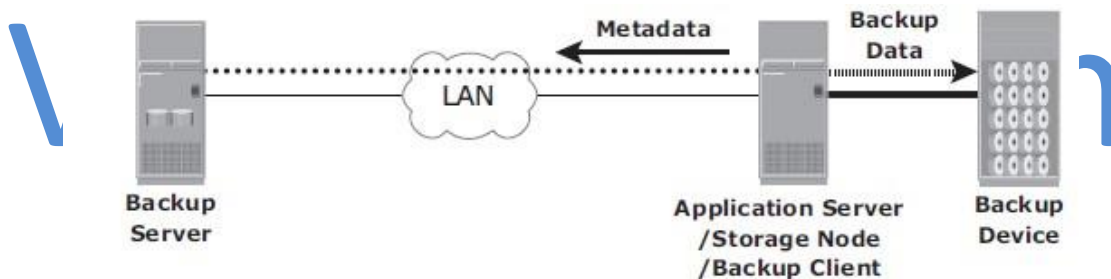 Metadata
Backup
Data
LAN
Backup
Server
Application Server
/Storage Node
/Backup Client
Backup
Device